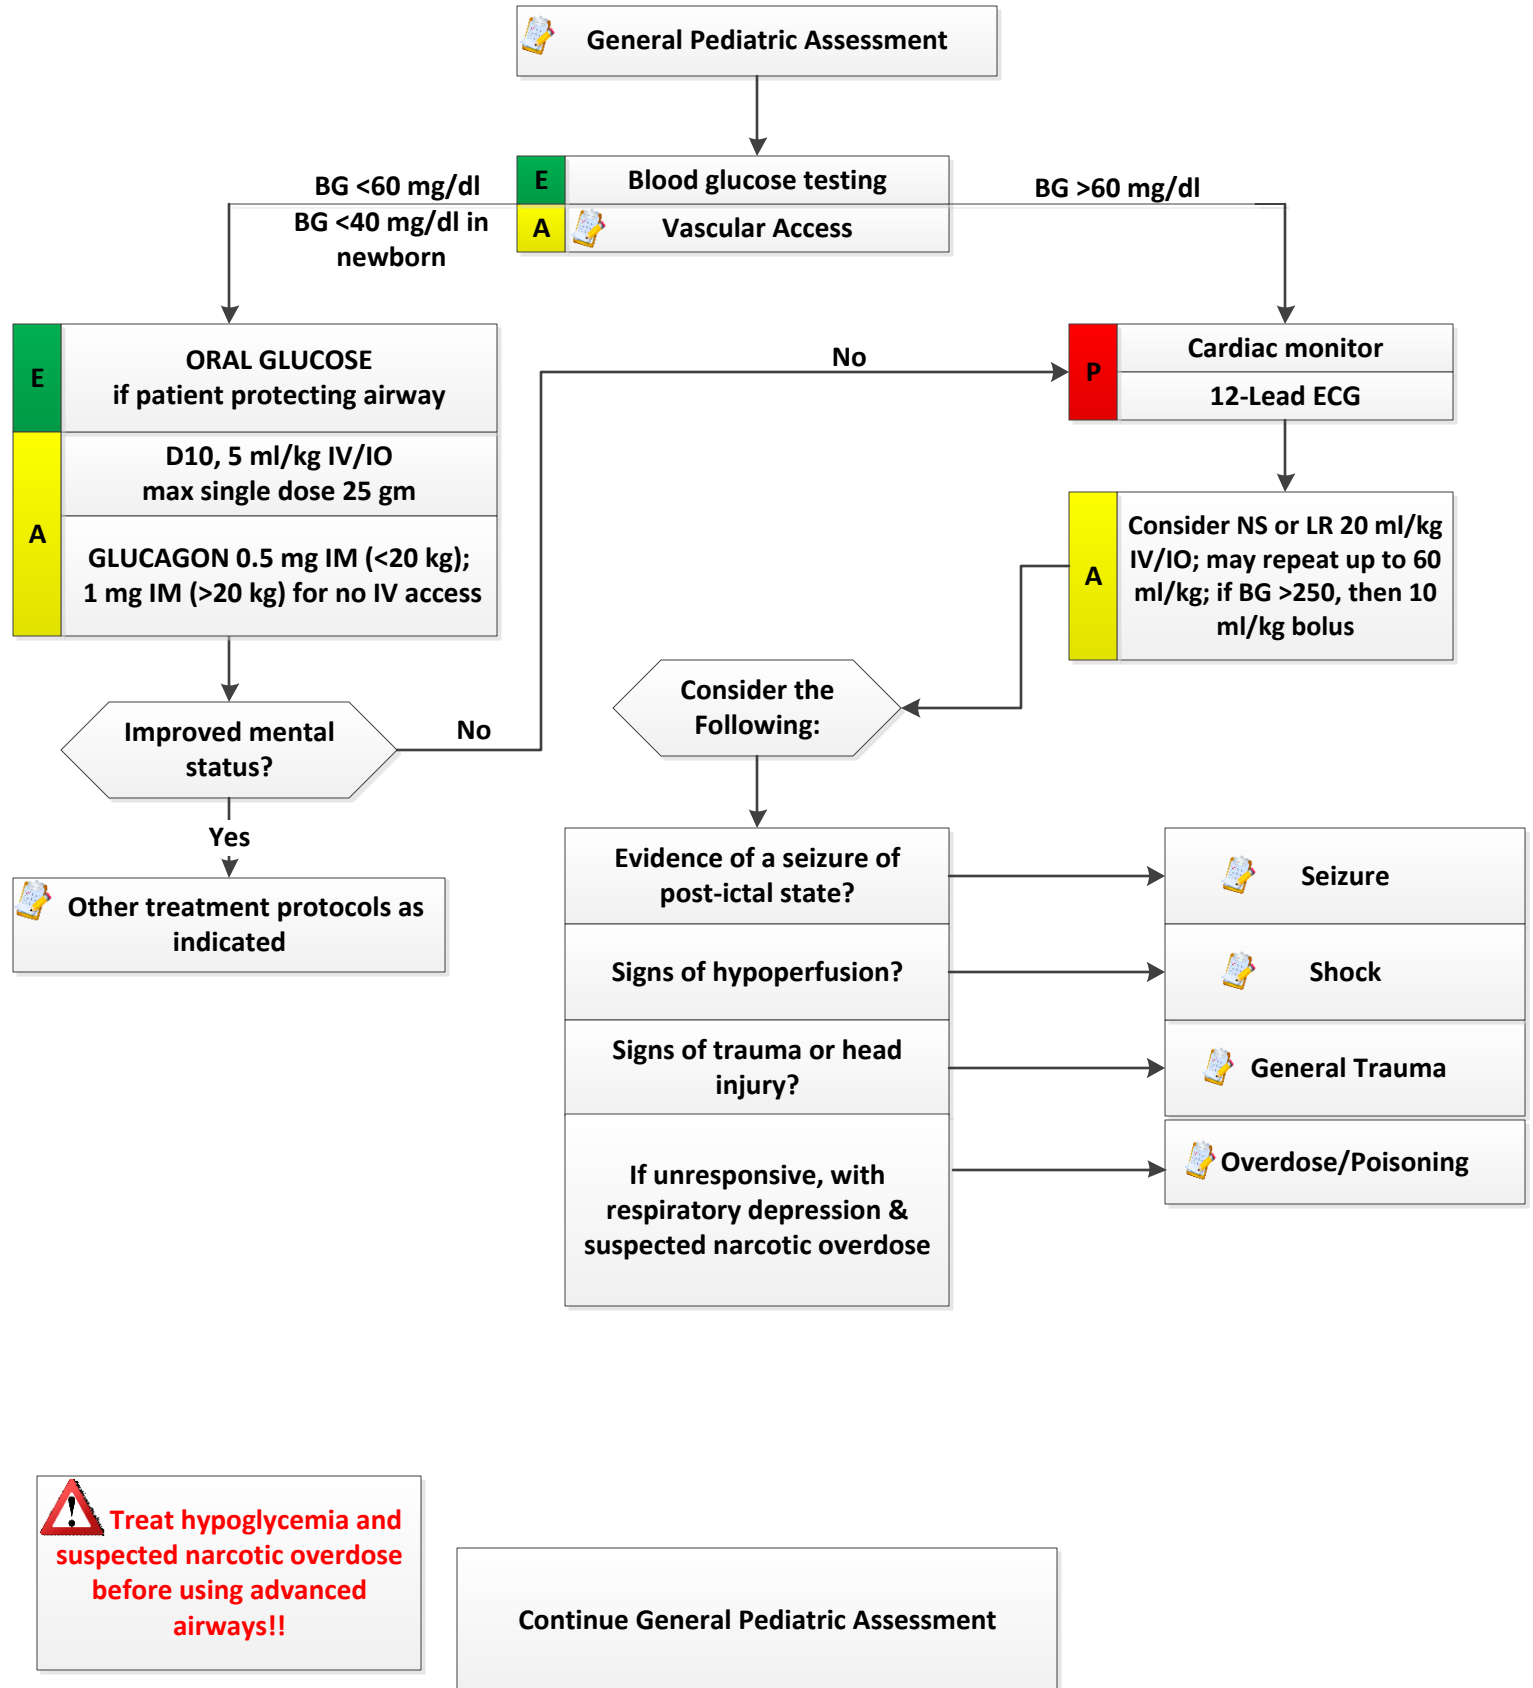 General Pediatric Assessment
BG <60 mg/dl
BG <40 mg/dl in
newborn
E
Blood glucose testing
A
Vascular Access
BG >60 mg/dl
E
ORAL GLUCOSE
if patient protecting airway
A
D10, 5 ml/kg IV/IO
max single dose 25 gm
GLUCAGON 0.5 mg IM (<20 kg);
1 mg IM (>20 kg) for no IV access
No
P
Cardiac monitor
12-Lead ECG
A
Consider NS or LR 20 ml/kg
IV/IO; may repeat up to 60
ml/kg; if BG >250, then 10
ml/kg bolus
Improved mental
status?
No
Yes
Other treatment protocols as
indicated
Consider the
Following:
Evidence of a seizure of
post-ictal state?
Seizure
Signs of hypoperfusion?
Shock
Signs of trauma or head
injury?
General Trauma
If unresponsive, with
respiratory depression &
suspected narcotic overdose
Overdose/Poisoning
Treat hypoglycemia and
suspected narcotic overdose
before using advanced
airways!!
Continue General Pediatric Assessment